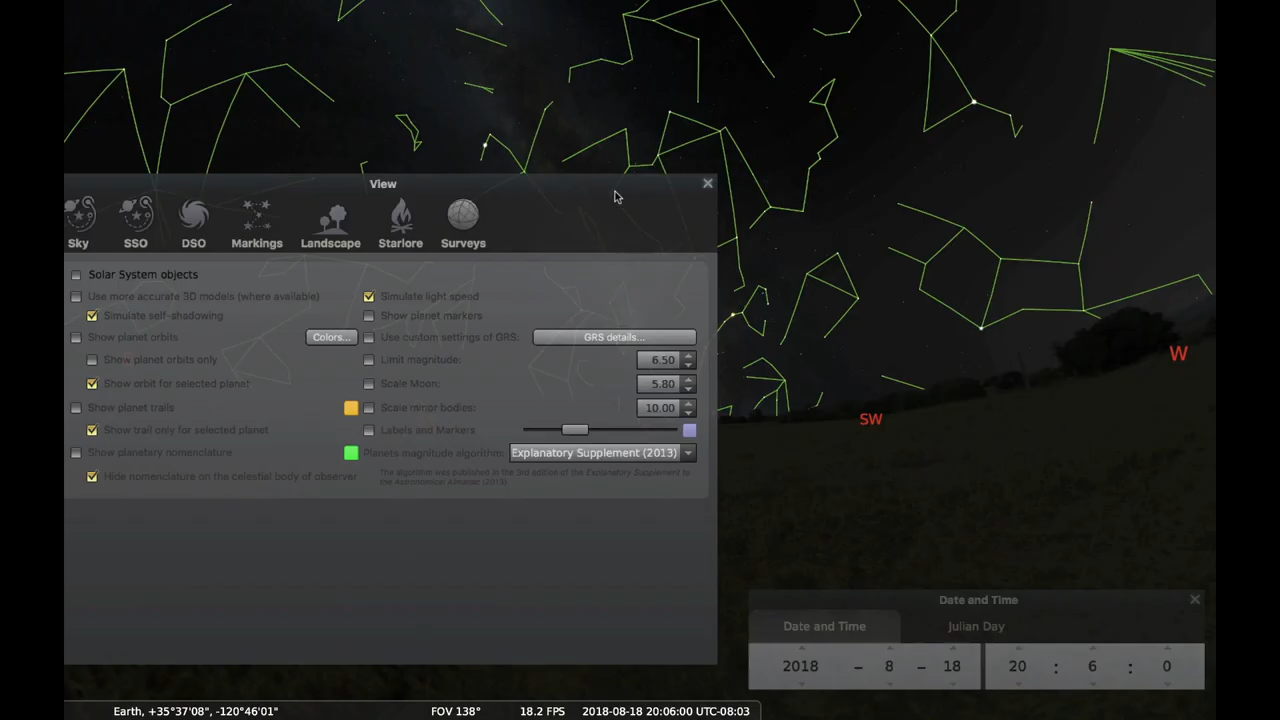 View
Sky SSO DSO Markings Landscape Starlore Surveys
Solar System objects
Use more accurate 3D models (where available) Simulate light speed
Simulate self-shadowing Show planet markers
Show planet orbits Colors... Use custom settings of GRS: GRS details...
Show planet orbits only Limit magnitude: 6.50
Show orbit for selected planet Scale Moon: 5.80
Show planet trails Scale minor bodies: 10.00
Show trail only for selected planet Labels and Markers
Show planetary nomenclature Planets magnitude algorithm: Explanatory Supplement (2013)
Hide nomenclature on the celestial body of observer
The algorithm was published in the 3rd edition of the Explanatory Supplement to
the Astronomical Almanac (2013)
W
SW
Date and Time
Date and Time Julian Day
2018 – 8 – 18 20 : 6 : 0
Earth, +35°37'08", -120°46'01" FOV 138° 18.2 FPS 2018-08-18 20:06:00 UTC-08:03